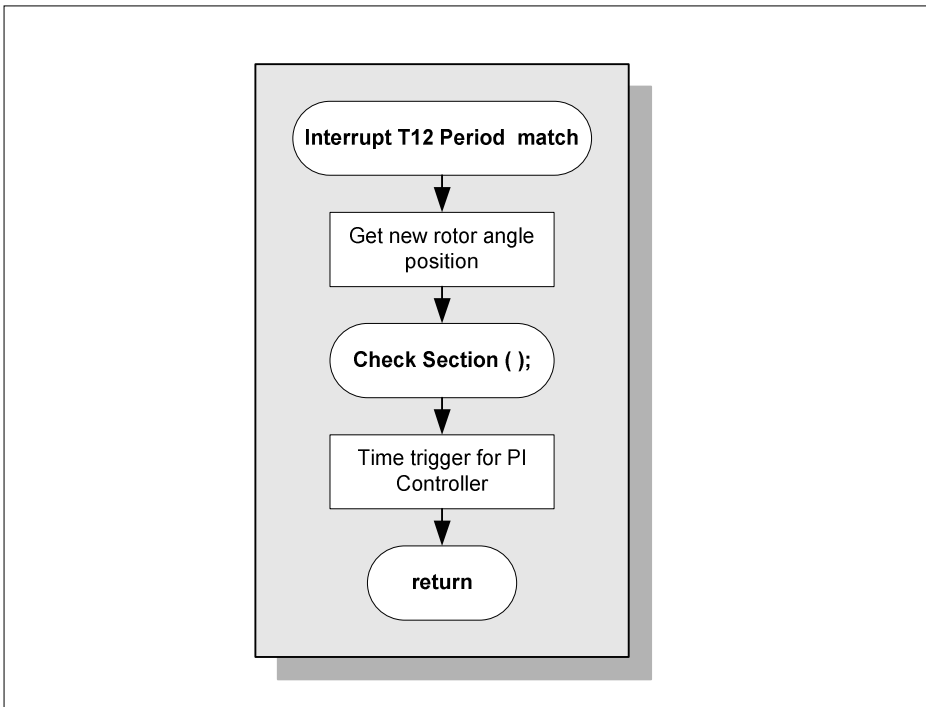 Interrupt T12 Period match
Get new rotor angle
position
Check Section ( );
Time trigger for PI
Controller
return